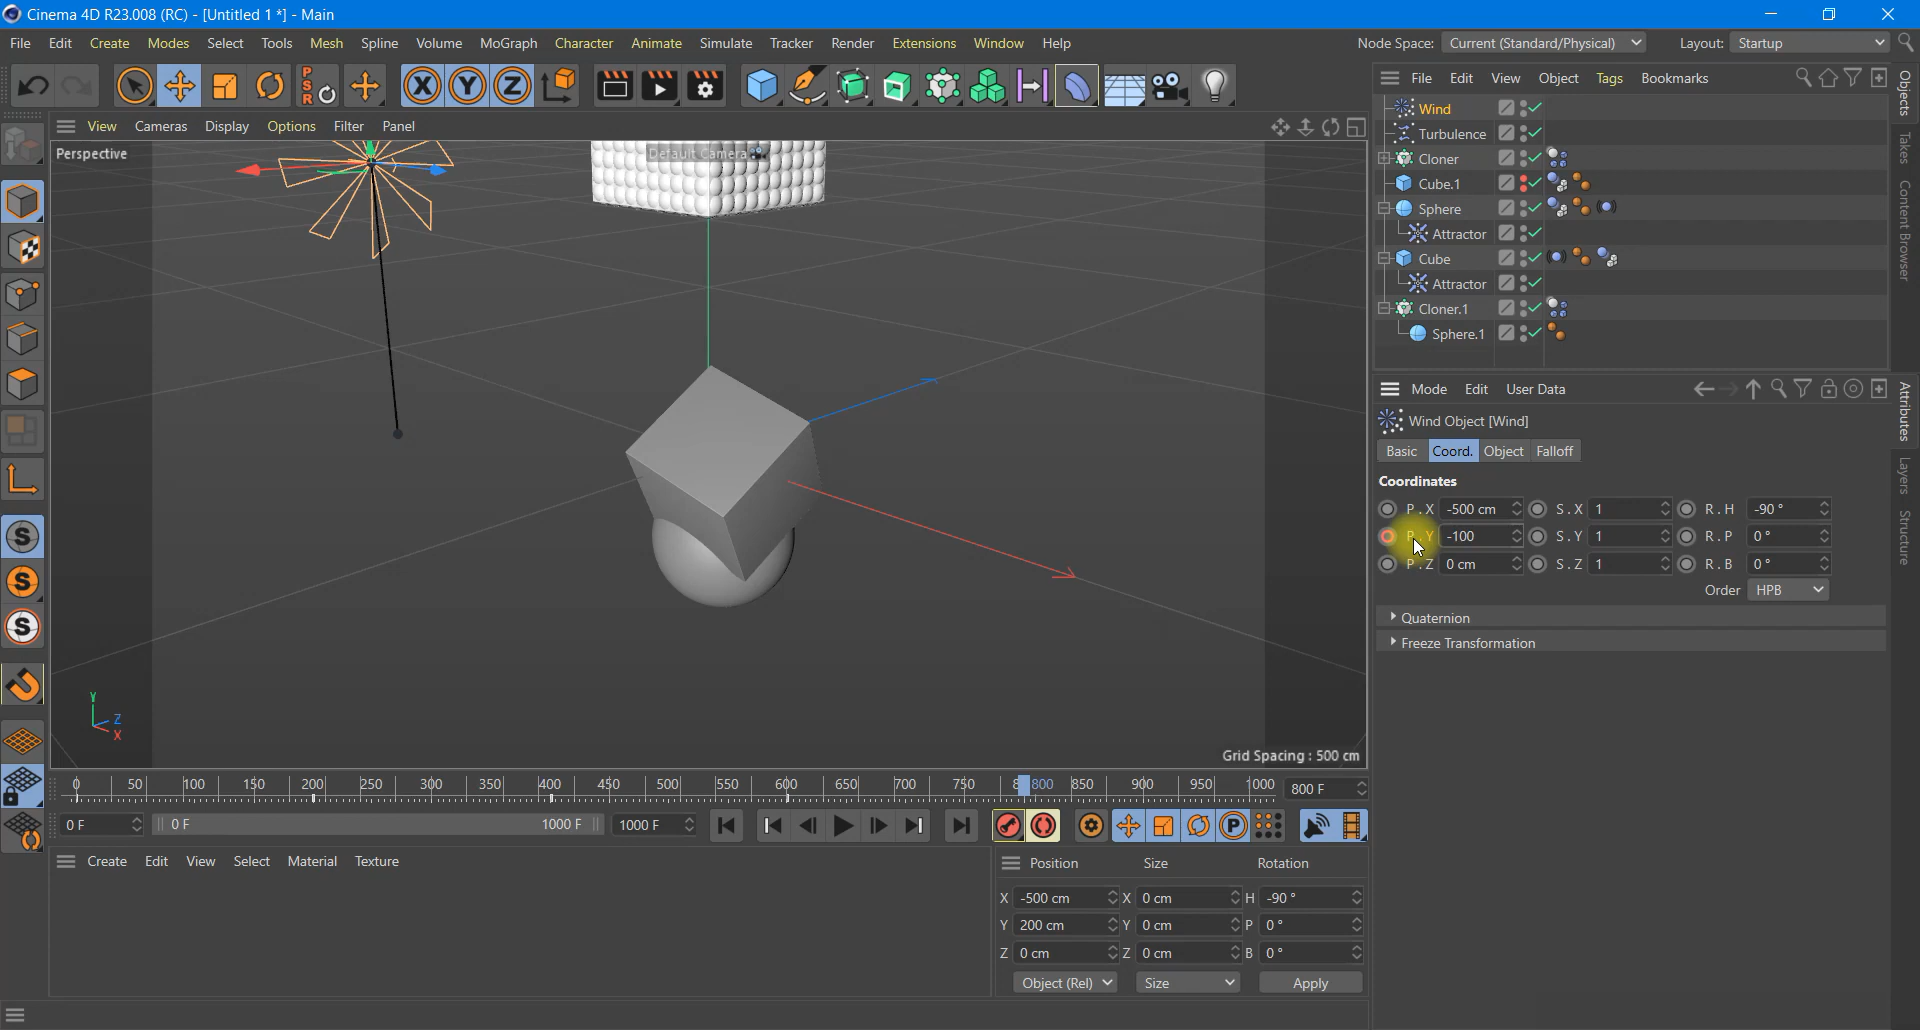 Cinema 4D R23.008 (RC) - [Untitled 1 *] - Main
File Edit Create Modes Select Tools Mesh Spline Volume MoGraph Character Animate Simulate Tracker Render Extensions Window Help
Node Space: Current (Standard/Physical) Layout: Startup
P S R X Y Z
View Cameras Display Options Filter Panel
Perspective
Default Camera
Grid Spacing : 500 cm
Y
Z
X
File Edit View Object Tags Bookmarks
Wind
Turbulence
Cloner
Cube.1
Sphere
Attractor
Cube
Attractor
Cloner.1
Sphere.1
Objects
Takes
Content Browser
Attributes
Layers
Structure
Mode Edit User Data
Wind Object [Wind]
Basic Coord. Object Falloff
Coordinates
P . X -500 cm S . X 1 R . H -90 °
P . Y -100 S . Y 1 R . P 0 °
P . Z 0 cm S . Z 1 R . B 0 °
Order HPB
Quaternion
Freeze Transformation
S
S
S
0 50 100 150 200 250 300 350 400 450 500 550 600 650 700 750 8 800 850 900 950 1000 800 F
0 F 0 F 1000 F 1000 F P
Create Edit View Select Material Texture
Position Size Rotation
X -500 cm X 0 cm H -90 °
Y 200 cm Y 0 cm P 0 °
Z 0 cm Z 0 cm B 0 °
Object (Rel) Size Apply